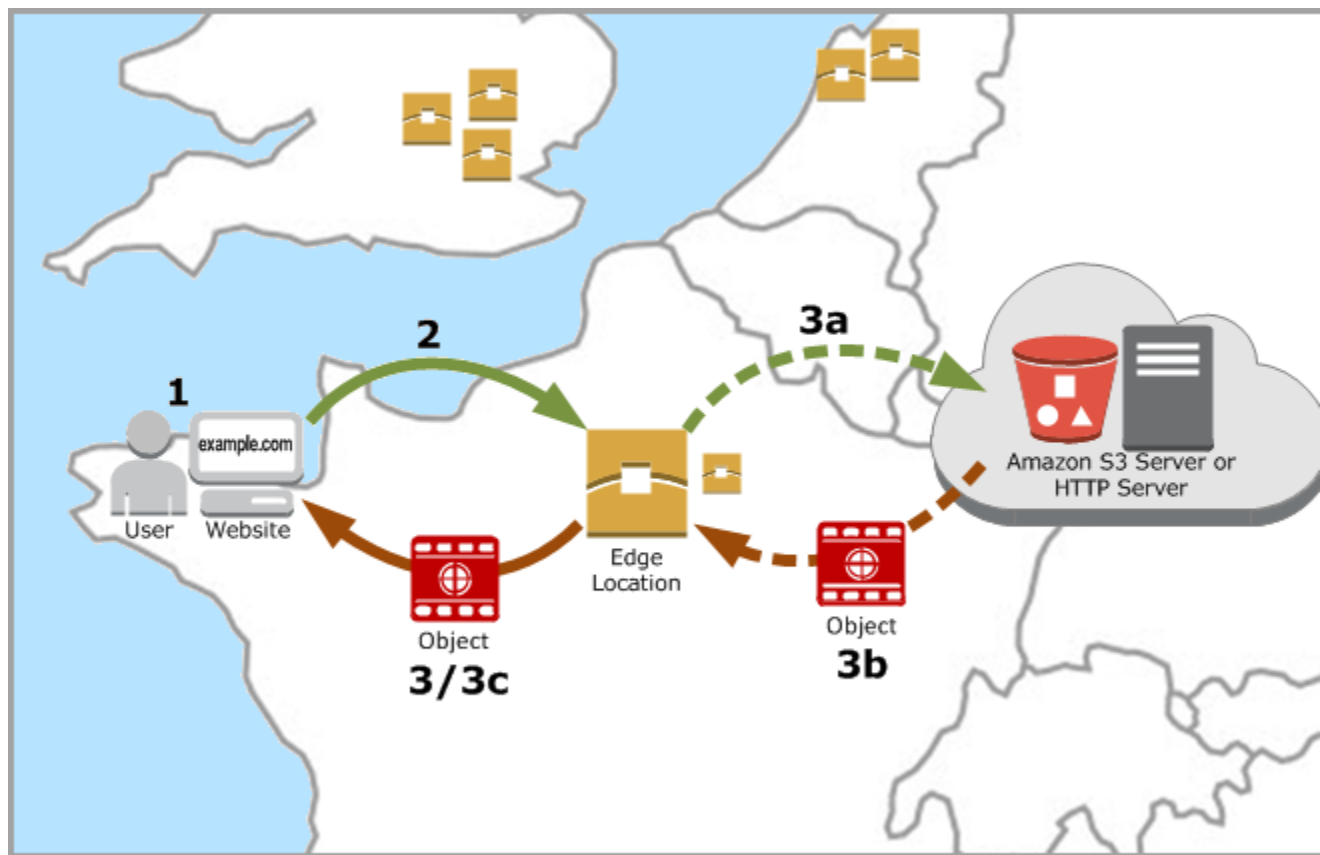 2
3a
1
example.com
User
Website
Edge
Location
Amazon S3 Server or
HTTP Server
Object
3/3c
Object
3b